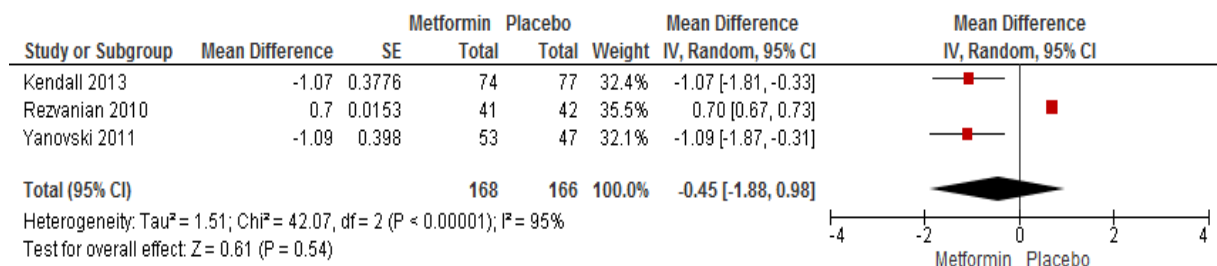 Metformin Placebo Mean Difference Mean Difference
Study or Subgroup Mean Difference SE Total Total Weight IV, Random, 95% CI IV, Random, 95% CI
Kendall 2013 -1.07 0.3776 74 77 32.4% -1.07 [-1.81, -0.33]
Rezvanian 2010 0.7 0.0153 41 42 35.5% 0.70 [0.67, 0.73]
Yanovski 2011 -1.09 0.398 53 47 32.1% -1.09 [-1.87, -0.31]
Total (95% CI) 168 166 100.0% -0.45 [-1.88, 0.98]
Heterogeneity: Tau² = 1.51; Chi² = 42.07, df = 2 (P < 0.00001); I² = 95%
Test for overall effect: Z = 0.61 (P = 0.54)
-4 -2 0 2 4
Metformin Placebo